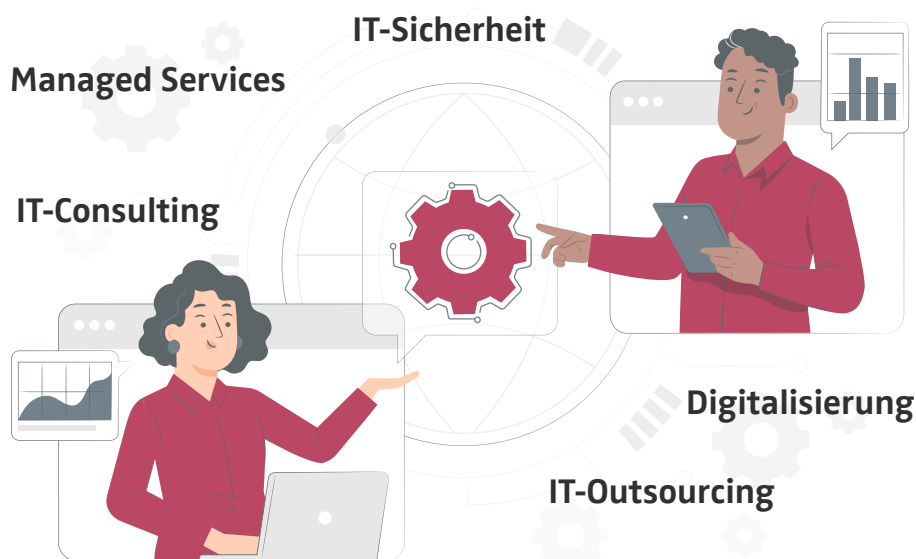 IT-Sicherheit
Managed Services
IT-Consulting
Digitalisierung
IT-Outsourcing